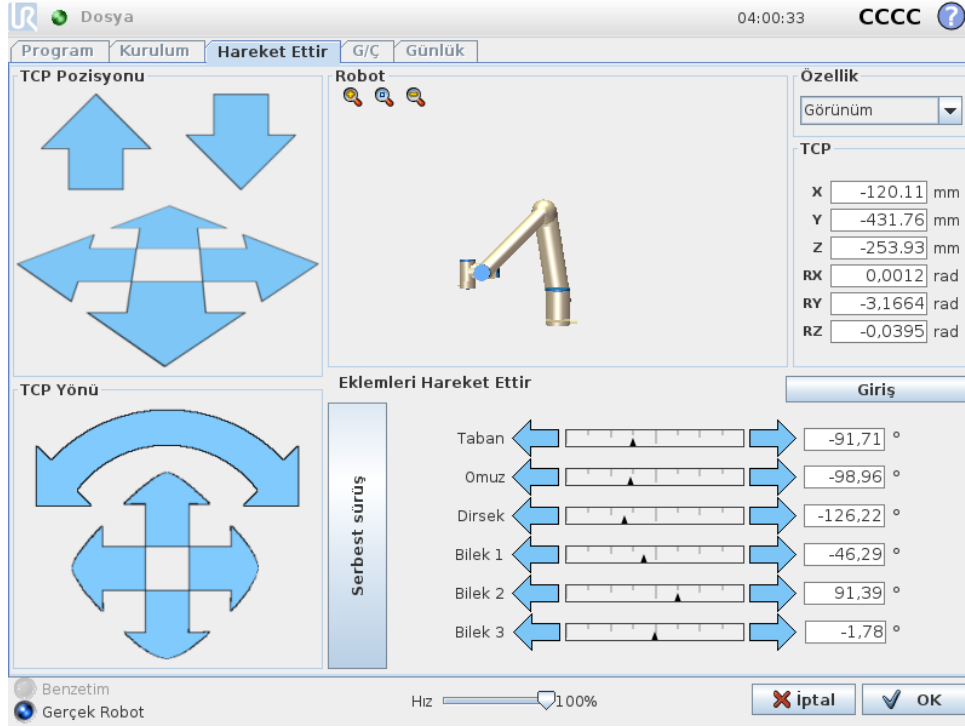 UR Dosya 04:00:33 CCCC ?
Program Kurulum Hareket Ettir G/Ç Günlük
TCP Pozisyonu
Robot
Özellik
Görünüm
TCP
X -120.11 mm
Y -431.76 mm
Z -253.93 mm
RX 0,0012 rad
RY -3,1664 rad
RZ -0,0395 rad
TCP Yönü
Eklemleri Hareket Ettir
Giriş
Serbest sürüş
Taban -91,71 °
Omuz -98,96 °
Dirsek -126,22 °
Bilek 1 -46,29 °
Bilek 2 91,39 °
Bilek 3 -1,78 °
Benzetim
Gerçek Robot
Hız 100%
İptal
OK